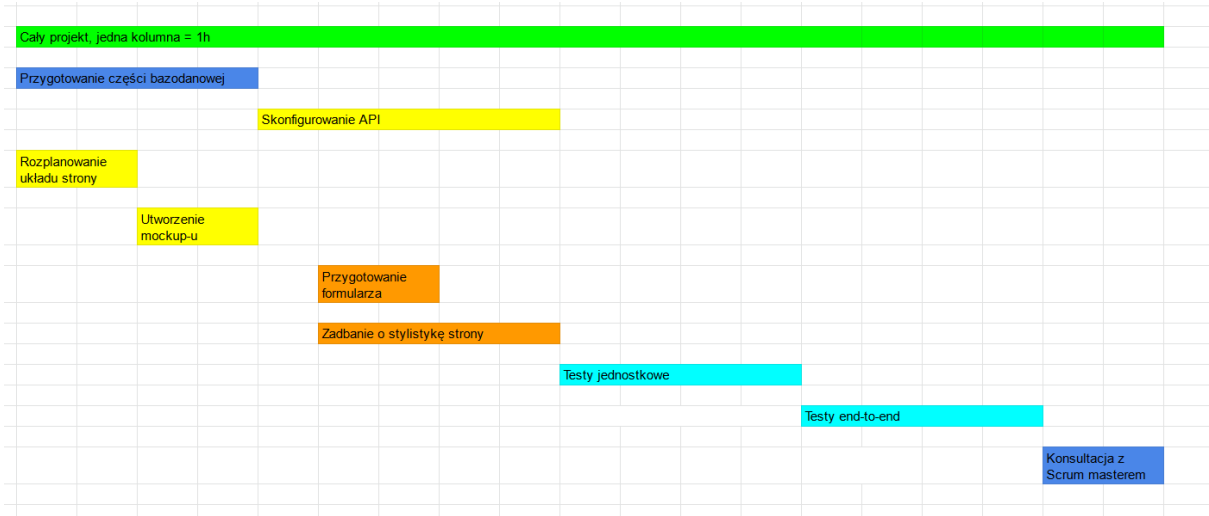 Cały projekt, jedna kolumna = 1h
Przygotowanie części bazodanowej
Skonfigurowanie API
Rozplanowanie
układu strony
Utworzenie
mockup-u
Przygotowanie
formularza
Zadbanie o stylistykę strony
Testy jednostkowe
Testy end-to-end
Konsultacja z
Scrum masterem